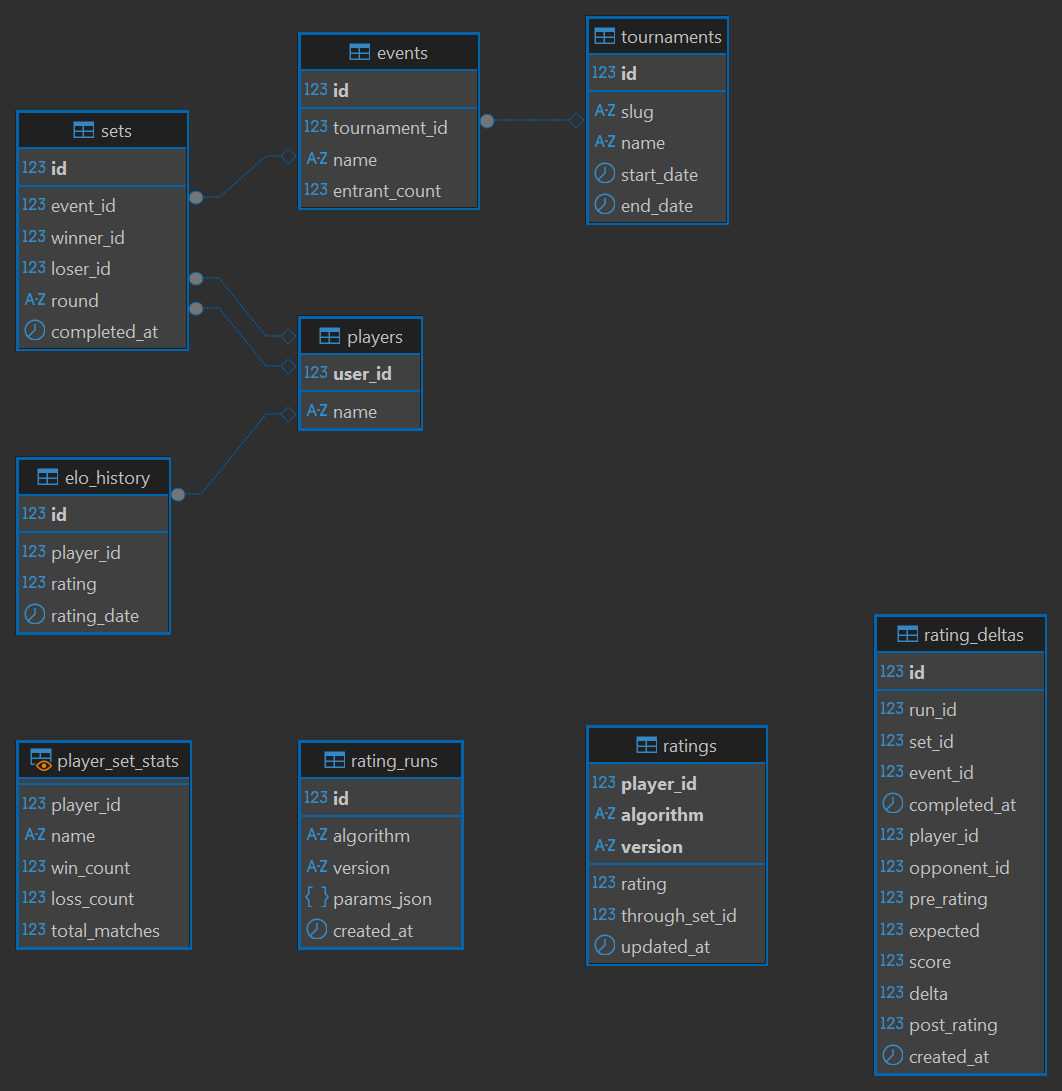 events
123 id
123 tournament_id
A-Z name
123 entrant_count
tournaments
123 id
A-Z slug
A-Z name
start_date
end_date
sets
123 id
123 event_id
123 winner_id
123 loser_id
A-Z round
completed_at
players
123 user_id
A-Z name
elo_history
123 id
123 player_id
123 rating
rating_date
player_set_stats
123 player_id
A-Z name
123 win_count
123 loss_count
123 total_matches
rating_runs
123 id
A-Z algorithm
A-Z version
{ } params_json
created_at
ratings
123 player_id
A-Z algorithm
A-Z version
123 rating
123 through_set_id
updated_at
rating_deltas
123 id
123 run_id
123 set_id
123 event_id
completed_at
123 player_id
123 opponent_id
123 pre_rating
123 expected
123 score
123 delta
123 post_rating
created_at